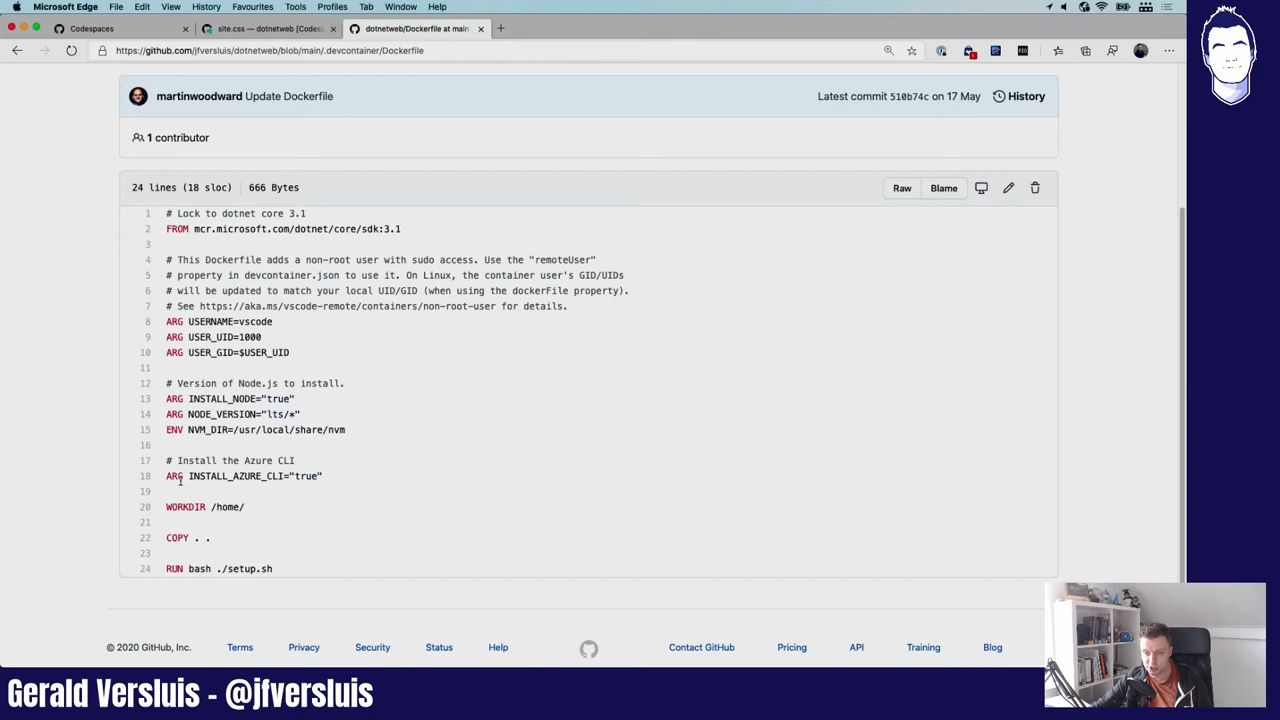 Microsoft Edge File Edit View History Favourites Tools Profiles Tab Window Help
Codespaces
site.css — dotnetweb [Codes
dotnetweb/Dockerfile at main
https://github.com/jfversluis/dotnetweb/blob/main/.devcontainer/Dockerfile
martinwoodward Update Dockerfile
Latest commit 510b74c on 17 May
History
1 contributor
24 lines (18 sloc) 666 Bytes
Raw
Blame
1 # Lock to dotnet core 3.1
2 FROM mcr.microsoft.com/dotnet/core/sdk:3.1
3
4 # This Dockerfile adds a non-root user with sudo access. Use the "remoteUser"
5 # property in devcontainer.json to use it. On Linux, the container user's GID/UIDs
6 # will be updated to match your local UID/GID (when using the dockerFile property).
7 # See https://aka.ms/vscode-remote/containers/non-root-user for details.
8 ARG USERNAME=vscode
9 ARG USER_UID=1000
10 ARG USER_GID=$USER_UID
11
12 # Version of Node.js to install.
13 ARG INSTALL_NODE="true"
14 ARG NODE_VERSION="lts/*"
15 ENV NVM_DIR=/usr/local/share/nvm
16
17 # Install the Azure CLI
18 ARG INSTALL_AZURE_CLI="true"
19
20 WORKDIR /home/
21
22 COPY . .
23
24 RUN bash ./setup.sh
© 2020 GitHub, Inc. Terms Privacy Security Status Help Contact GitHub Pricing API Training Blog
Gerald Versluis - @jfversluis